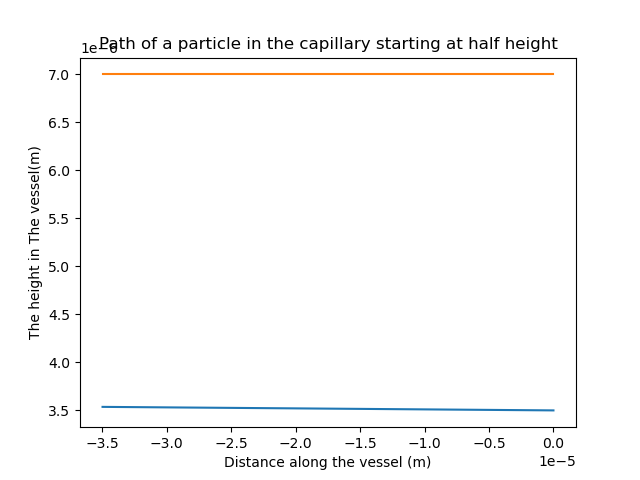 Path of a particle in the capillary starting at half height
1e−6
7.0
6.5
6.0
5.5
5.0
4.5
4.0
3.5
The height in The vessel(m)
−3.5 −3.0 −2.5 −2.0 −1.5 −1.0 −0.5 0.0
1e−5
Distance along the vessel (m)